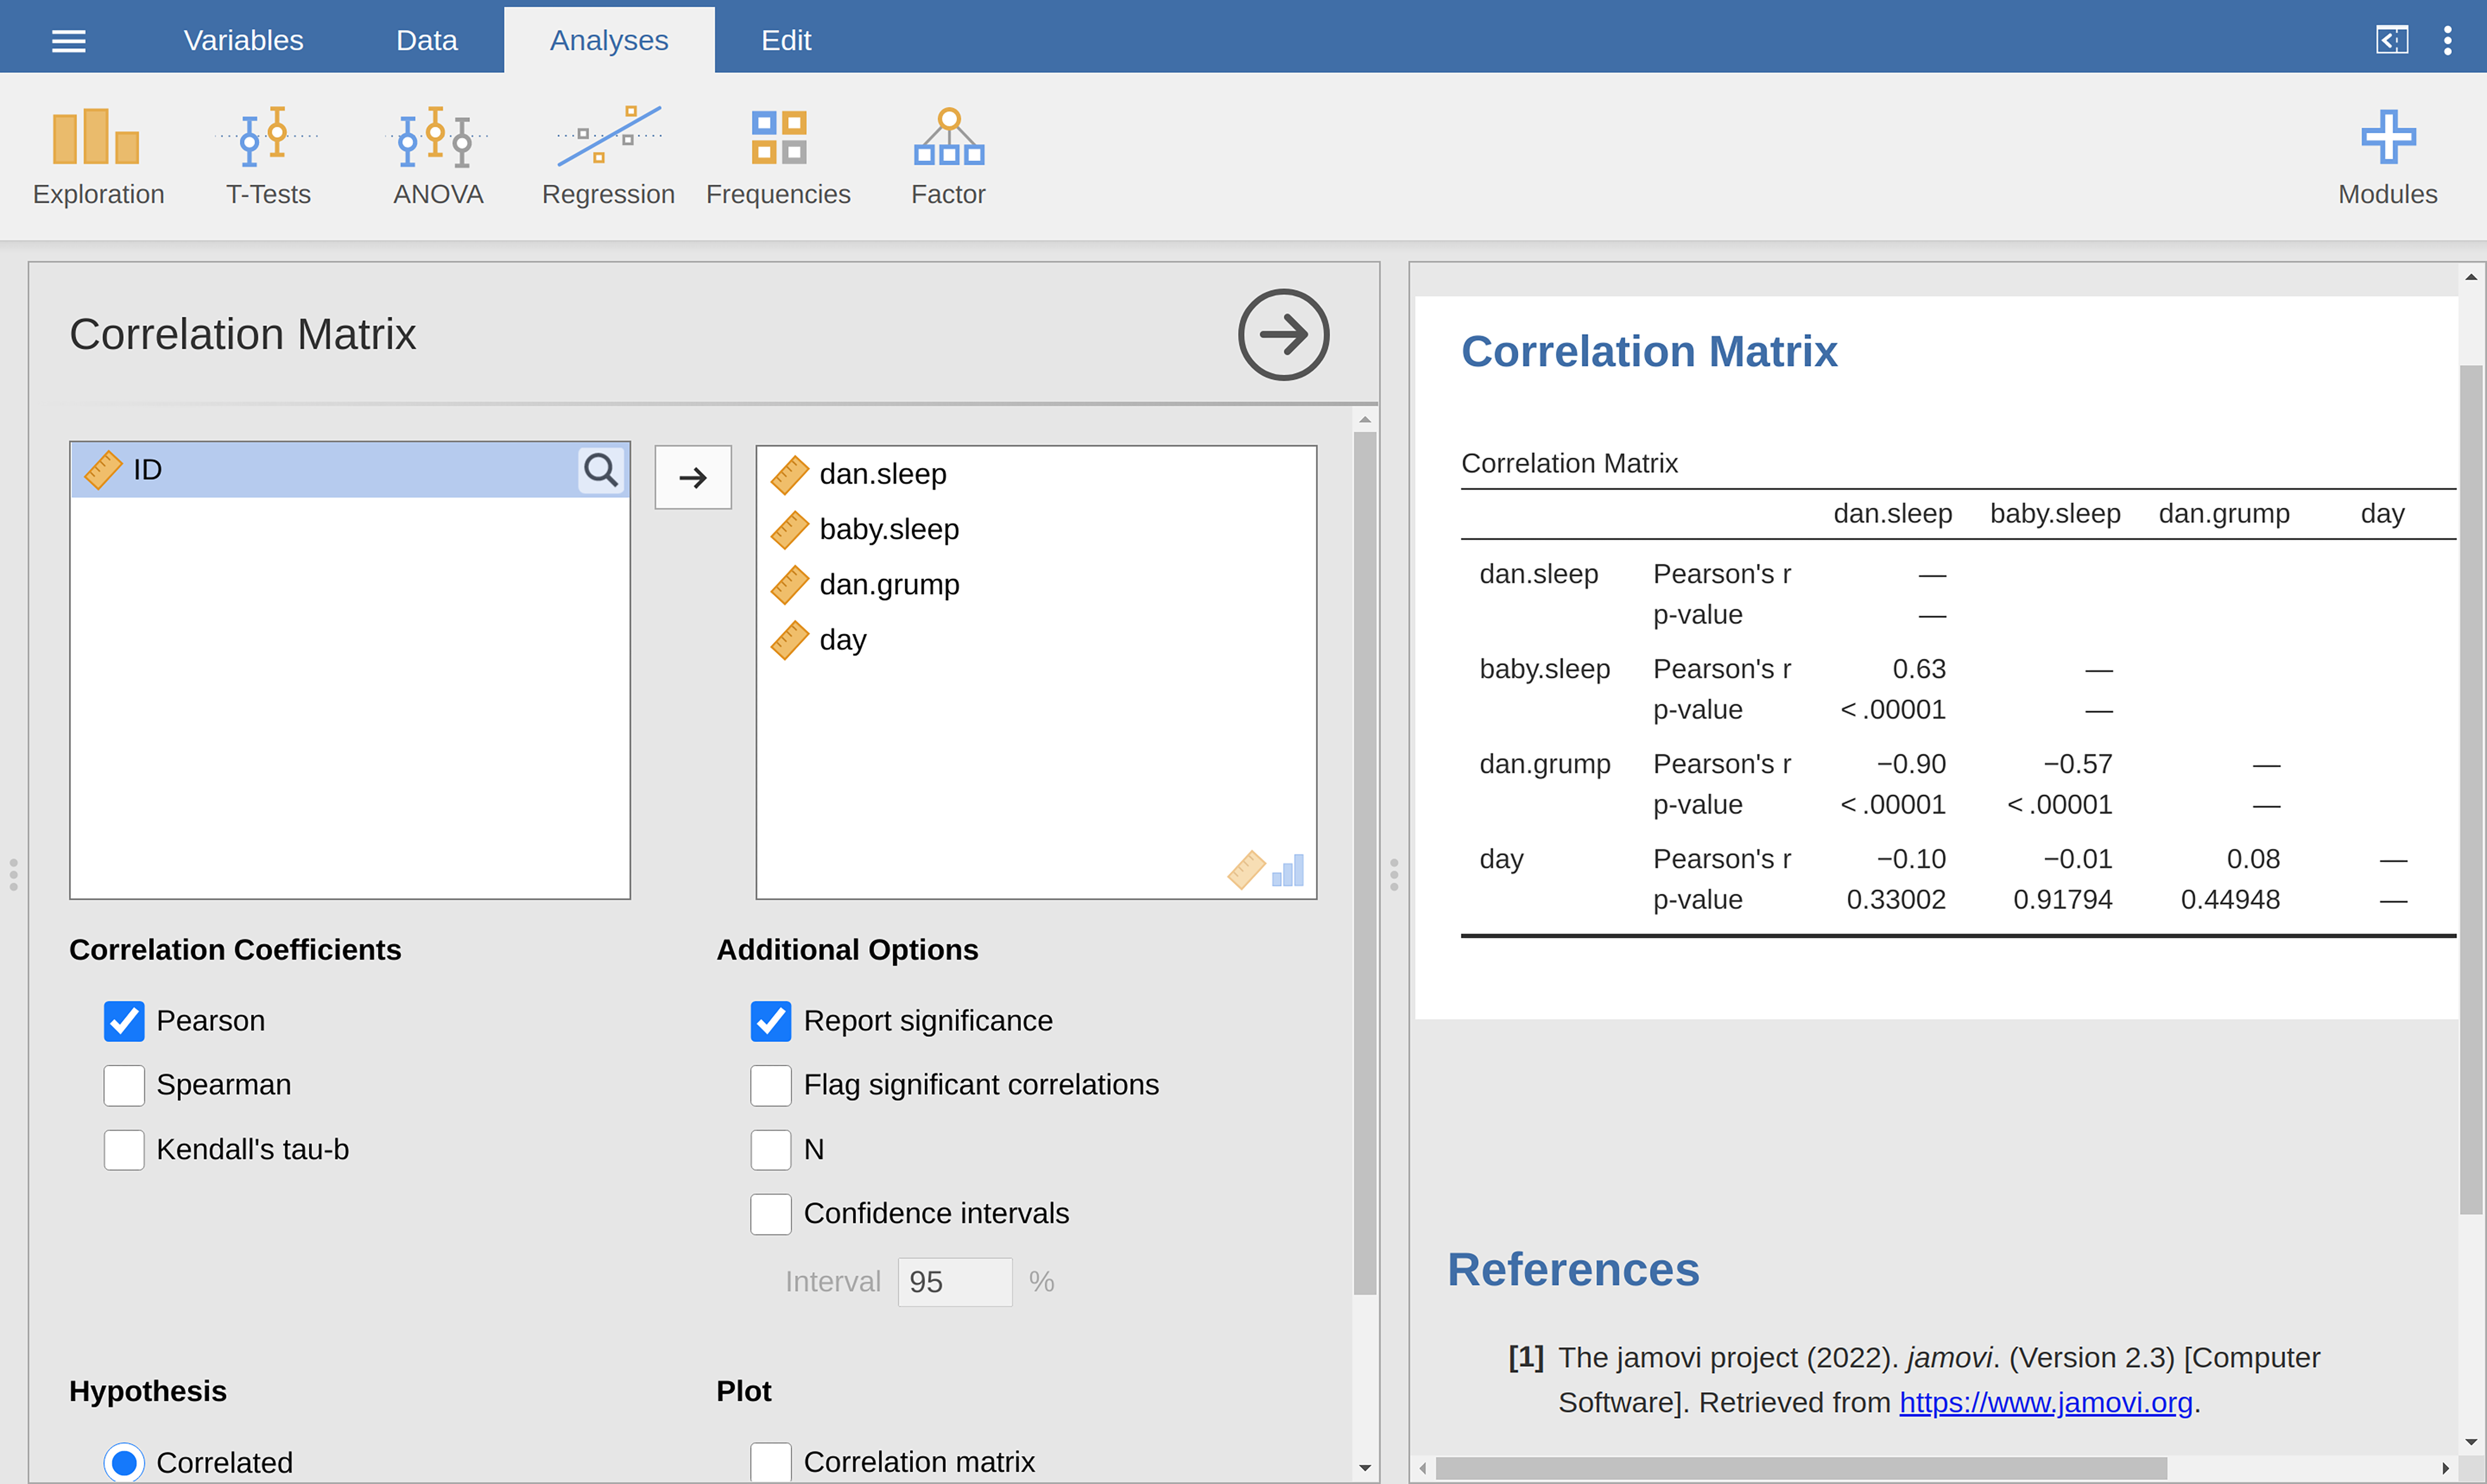 Variables Data Analyses Edit
Exploration T-Tests ANOVA Regression Frequencies Factor Modules
Correlation Matrix
ID
dan.sleep
baby.sleep
dan.grump
day
Correlation Coefficients
Pearson
Spearman
Kendall's tau-b
Additional Options
Report significance
Flag significant correlations
N
Confidence intervals
Interval 95 %
Hypothesis
Correlated
Plot
Correlation matrix
Correlation Matrix
Correlation Matrix
dan.sleep baby.sleep dan.grump day
dan.sleep Pearson's r —
p-value —
baby.sleep Pearson's r 0.63 —
p-value < .00001 —
dan.grump Pearson's r −0.90 −0.57 —
p-value < .00001 < .00001 —
day Pearson's r −0.10 −0.01 0.08 —
p-value 0.33002 0.91794 0.44948 —
References
[1] The jamovi project (2022). jamovi. (Version 2.3) [Computer
Software]. Retrieved from https://www.jamovi.org.